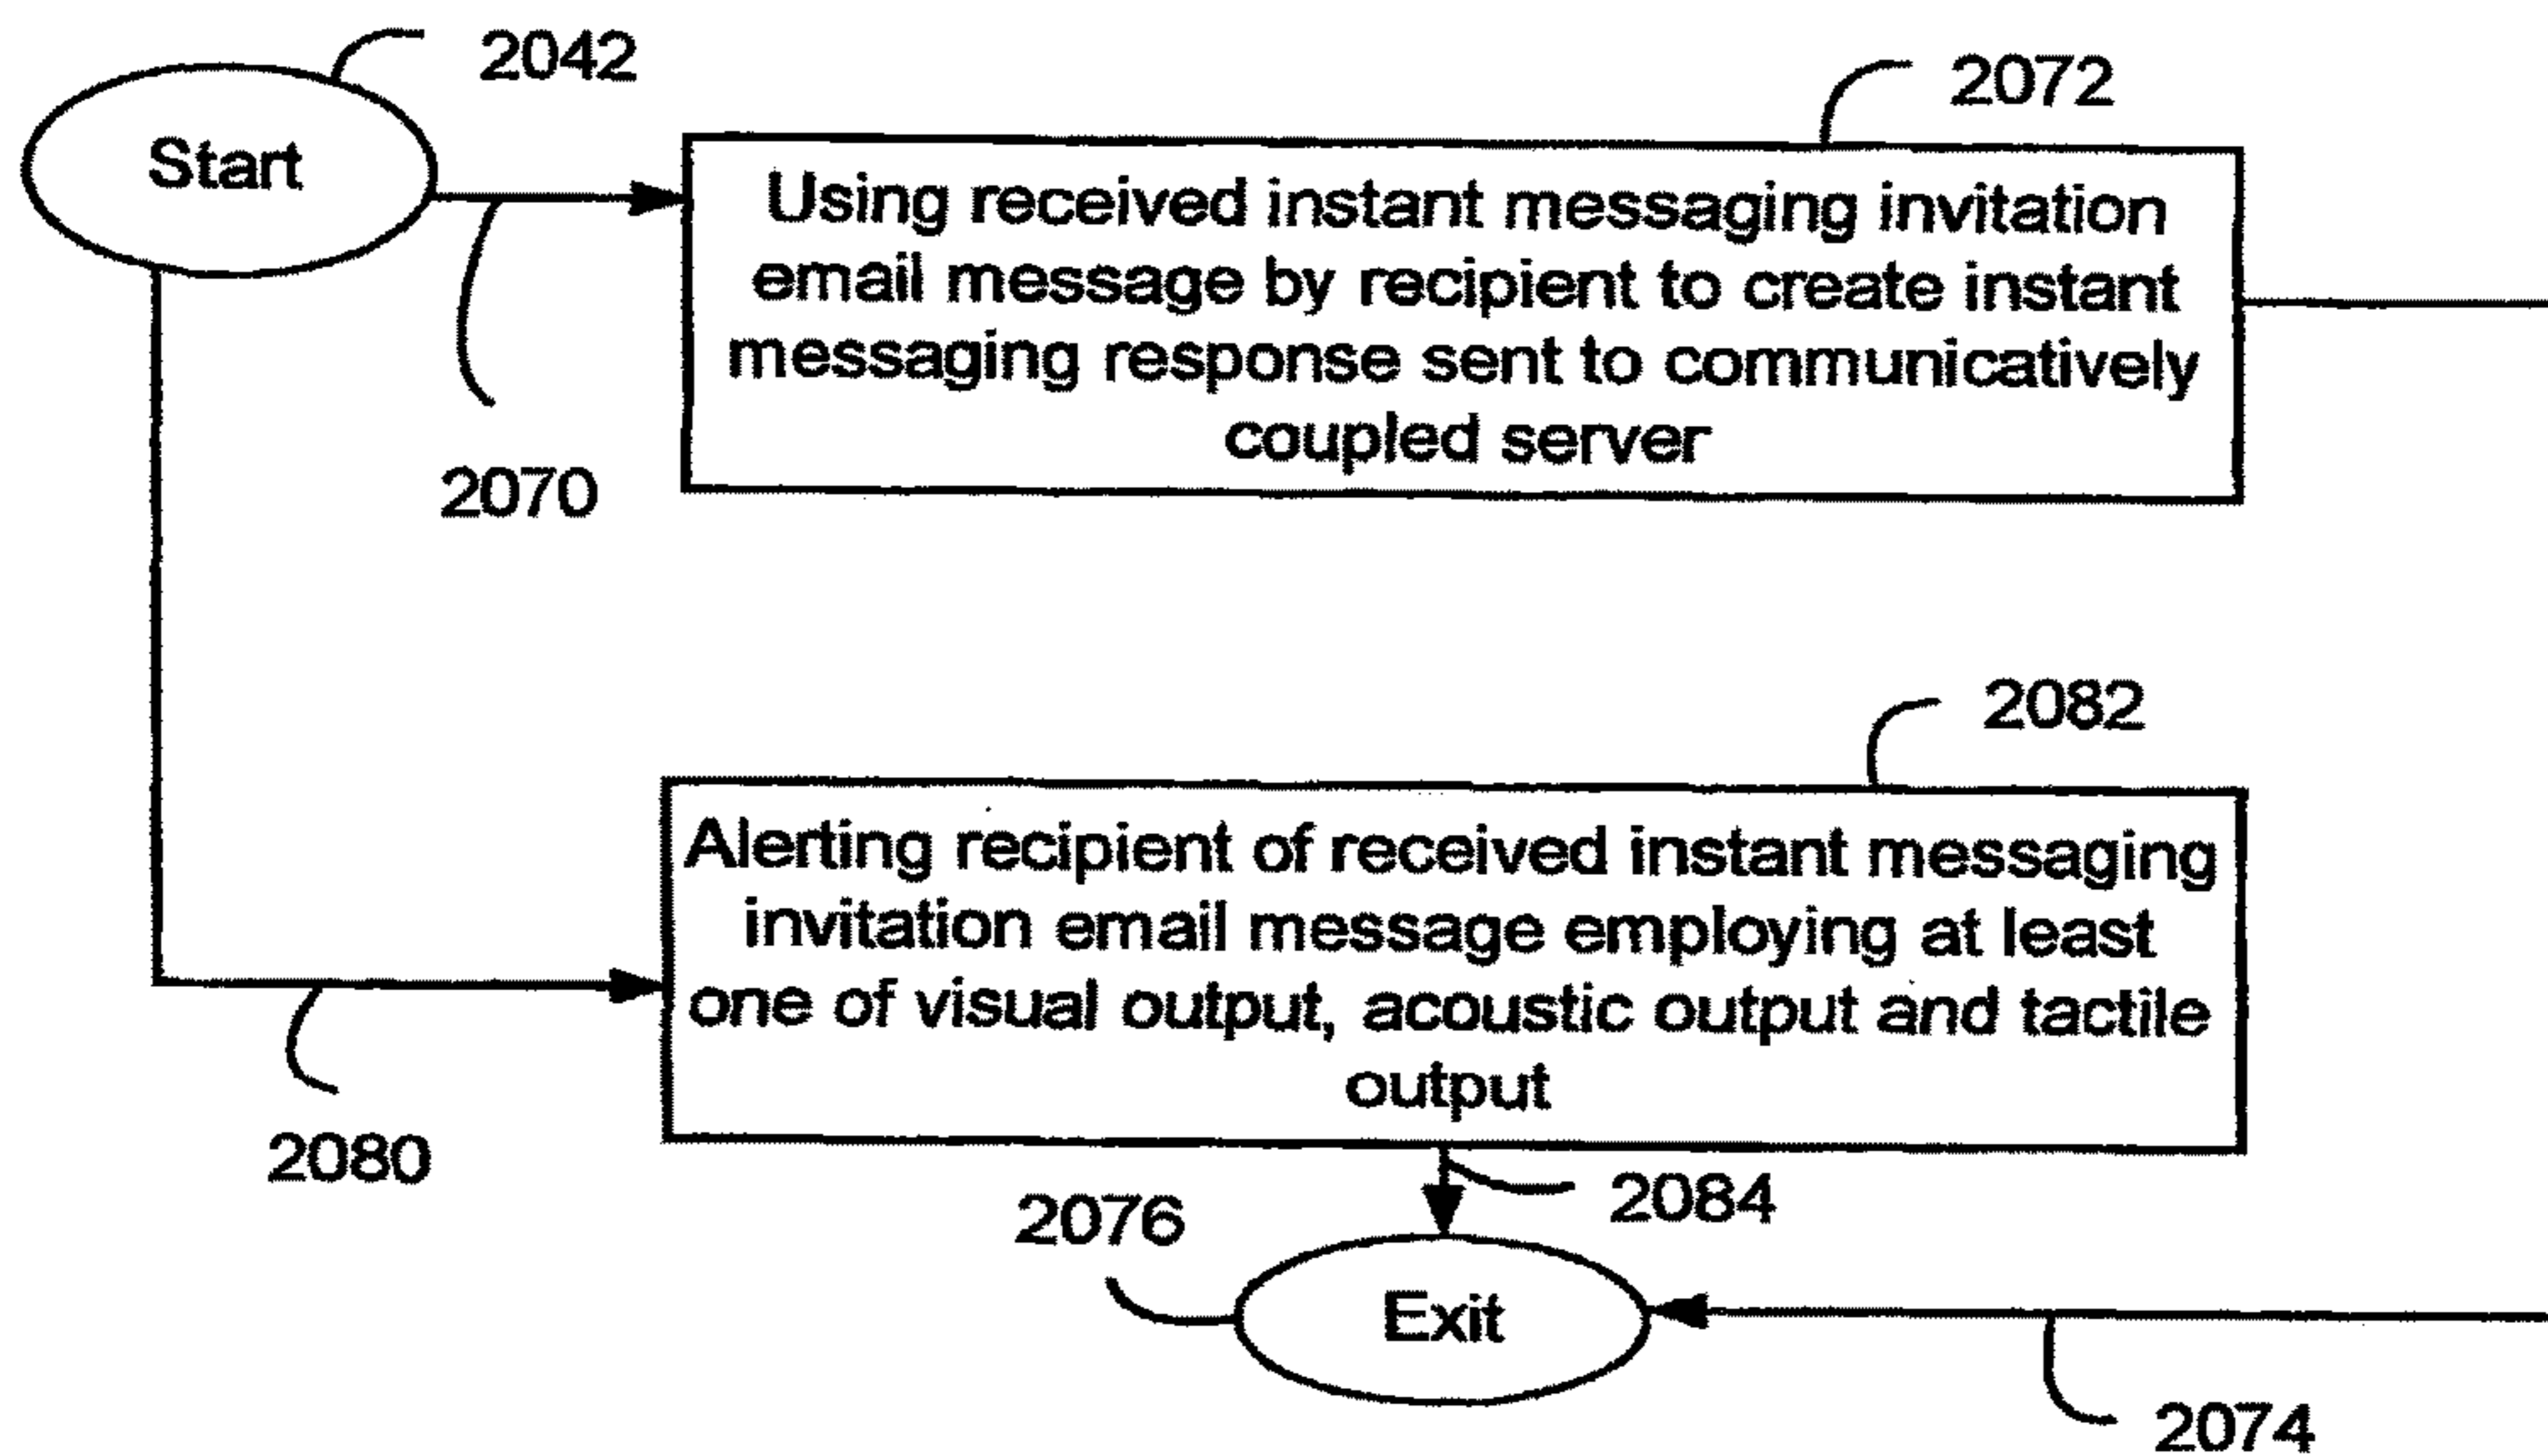 2042
Start
2072
Using received instant messaging invitation
email message by recipient to create instant
messaging response sent to communicatively
coupled server
2070
2082
Alerting recipient of received instant messaging
invitation email message employing at least
one of visual output, acoustic output and tactile
output
2080
2084
2076
Exit
2074